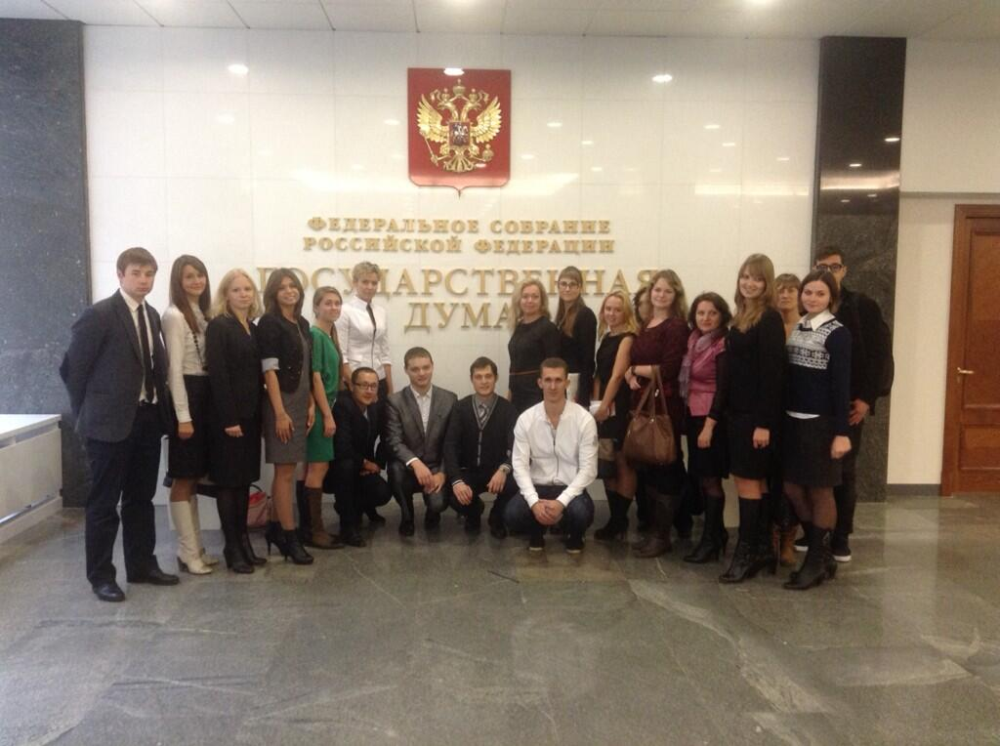 ФЕДЕРАЛЬНОЕ СОБРАНИЕ
РОССИЙСКОЙ ФЕДЕРАЦИИ
ГОСУДАРСТВЕННАЯ
ДУМА